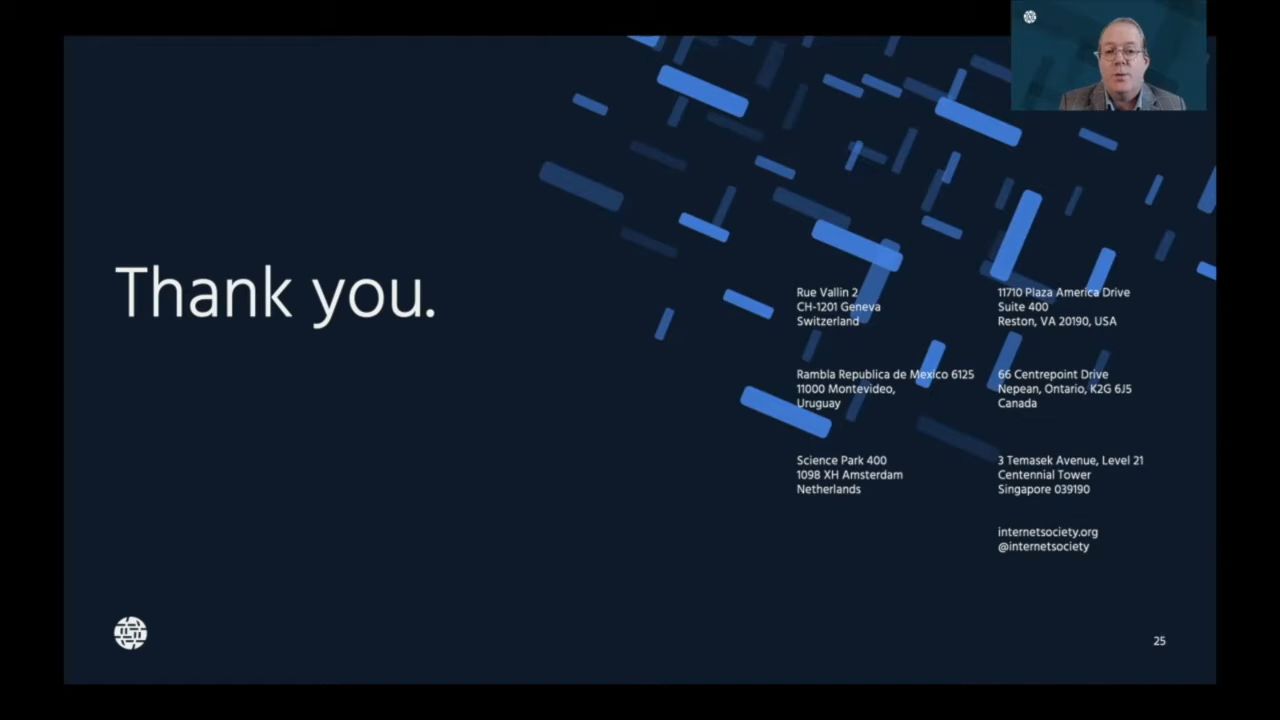 Thank you.
Rue Vallin 2
CH-1201 Geneva
Switzerland
11710 Plaza America Drive
Suite 400
Reston, VA 20190, USA
Rambla Republica de Mexico 6125
11000 Montevideo,
Uruguay
66 Centrepoint Drive
Nepean, Ontario, K2G 6J5
Canada
Science Park 400
1098 XH Amsterdam
Netherlands
3 Temasek Avenue, Level 21
Centennial Tower
Singapore 039190
internetsociety.org
@internetsociety
25